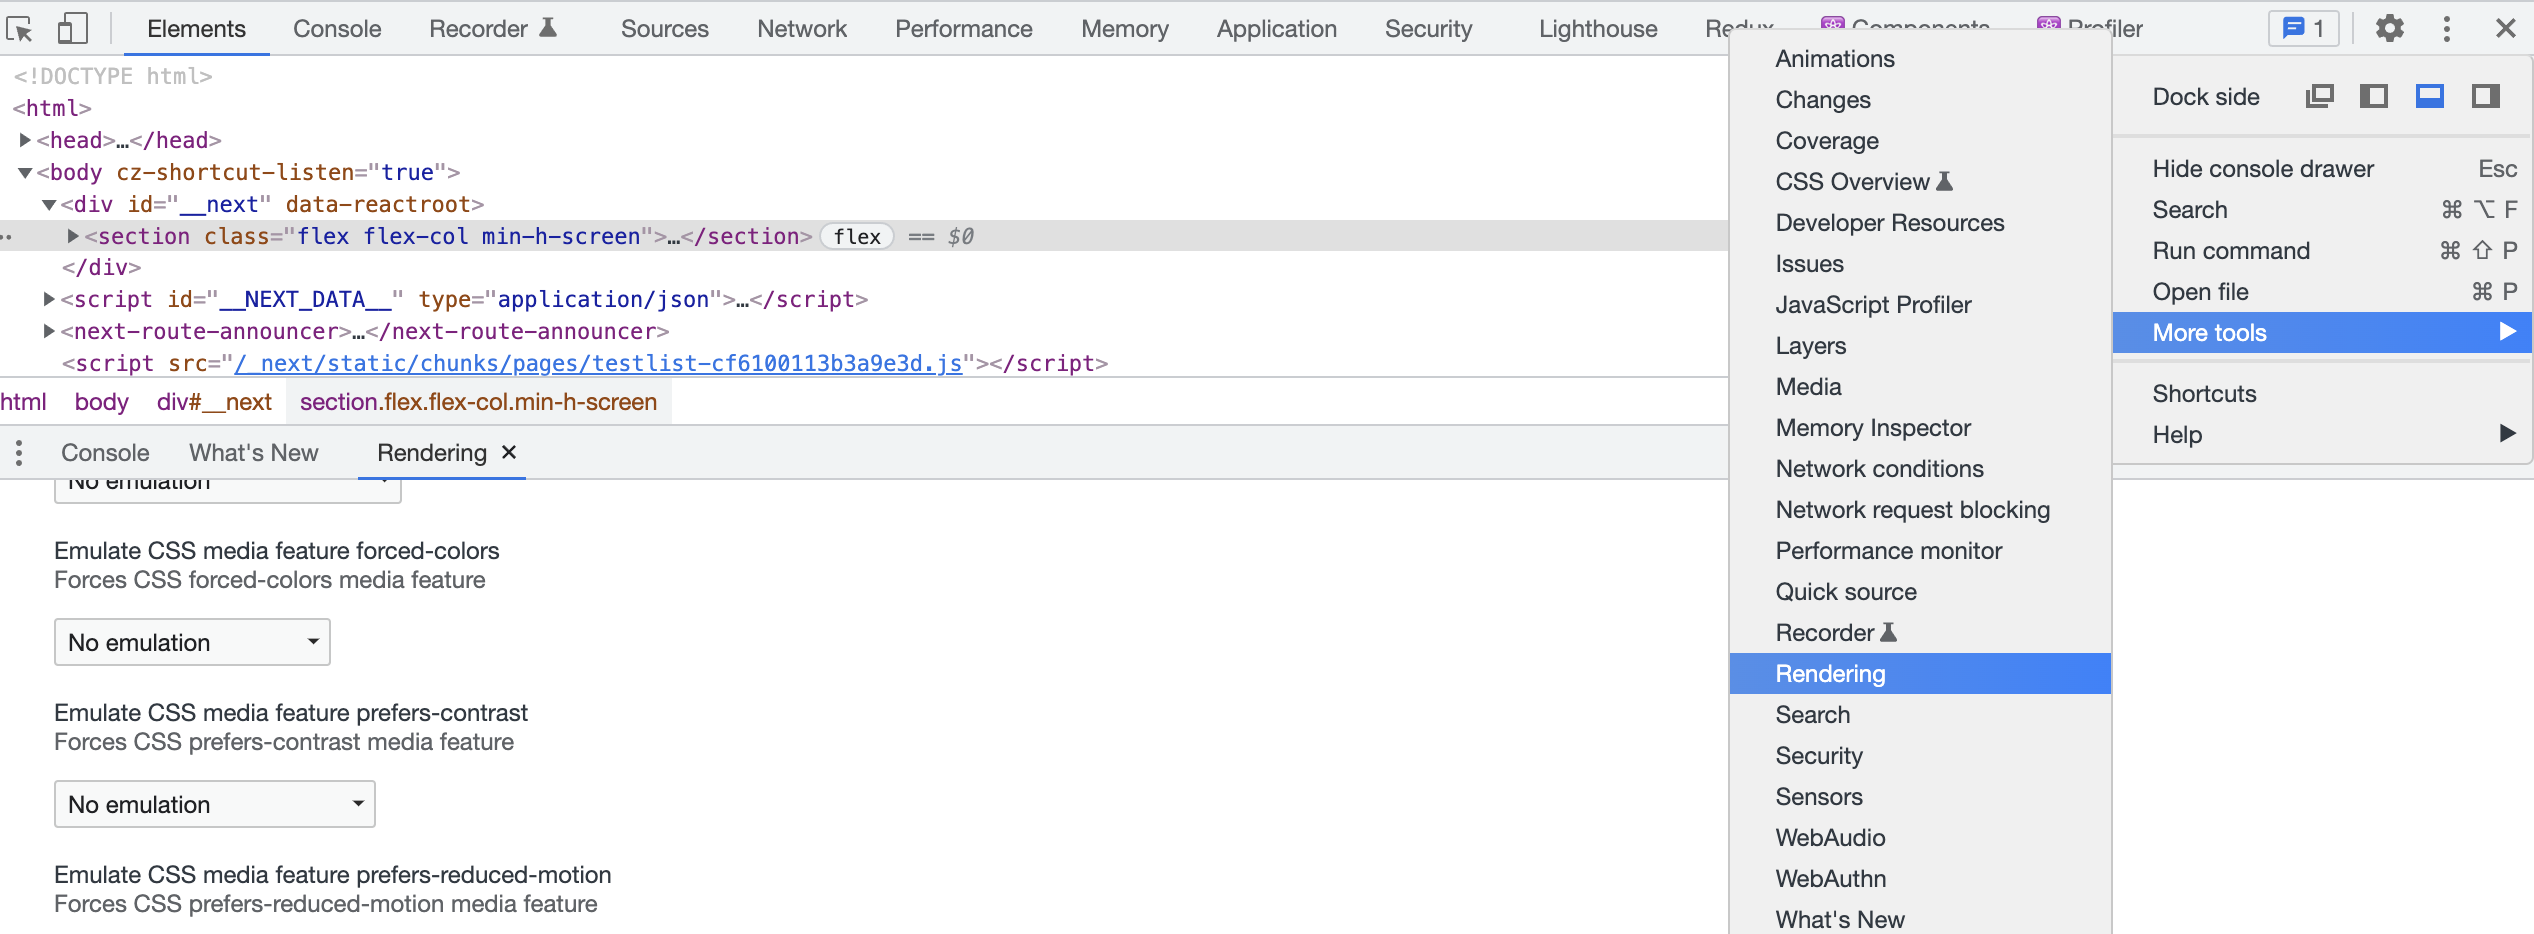 Elements Console Recorder Sources Network Performance Memory Application Security Lighthouse Redux Components Profiler 1
<!DOCTYPE html>
<html>
<head>…</head>
<body cz-shortcut-listen="true">
<div id="__next" data-reactroot>
<section class="flex flex-col min-h-screen">…</section> flex == $0
</div>
<script id="__NEXT_DATA__" type="application/json">…</script>
<next-route-announcer>…</next-route-announcer>
<script src="/_next/static/chunks/pages/testlist-cf6100113b3a9e3d.js"></script>
html body div#__next section.flex.flex-col.min-h-screen
Console What's New Rendering ×
No emulation
Emulate CSS media feature forced-colors
Forces CSS forced-colors media feature
No emulation
Emulate CSS media feature prefers-contrast
Forces CSS prefers-contrast media feature
No emulation
Emulate CSS media feature prefers-reduced-motion
Forces CSS prefers-reduced-motion media feature
Animations
Changes
Coverage
CSS Overview
Developer Resources
Issues
JavaScript Profiler
Layers
Media
Memory Inspector
Network conditions
Network request blocking
Performance monitor
Quick source
Recorder
Rendering
Search
Security
Sensors
WebAudio
WebAuthn
What's New
Dock side
Hide console drawer Esc
Search ⌘ ⌥ F
Run command ⌘ ⇧ P
Open file ⌘ P
More tools
Shortcuts
Help